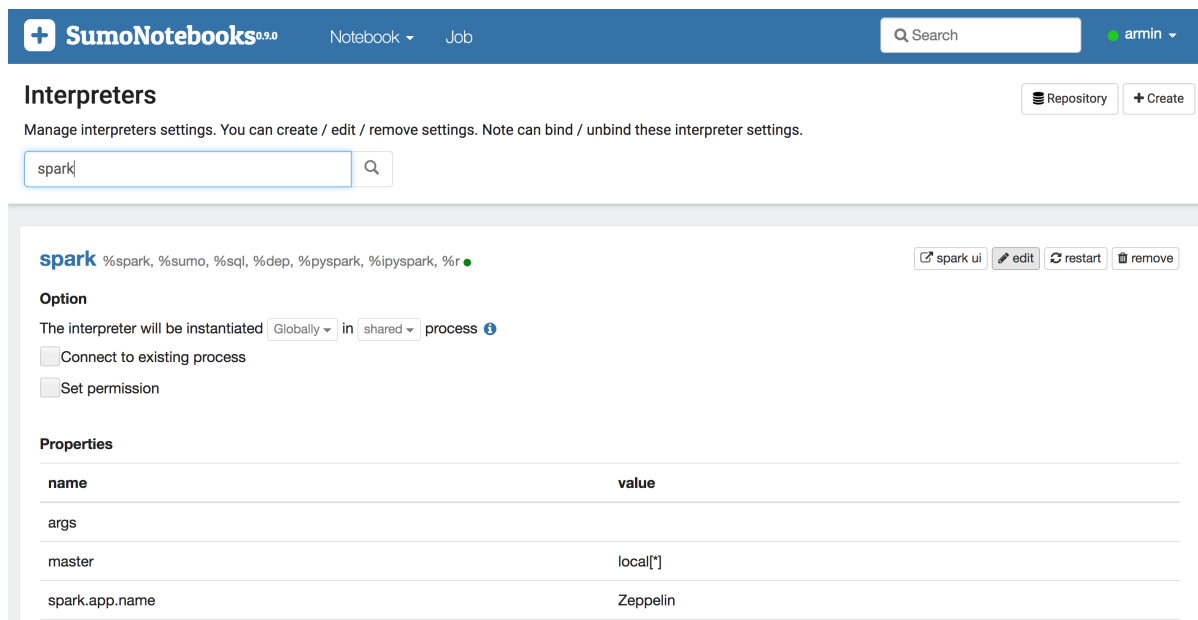 SumoNotebooks0.9.0 Notebook Job Search armin
Interpreters
Repository Create
Manage interpreters settings. You can create / edit / remove settings. Note can bind / unbind these interpreter settings.
spark
spark %spark, %sumo, %sql, %dep, %pyspark, %ipyspark, %r spark ui edit restart remove
Option
The interpreter will be instantiated Globally in shared process
Connect to existing process
Set permission
Properties
name value
args
master local[*]
spark.app.name Zeppelin